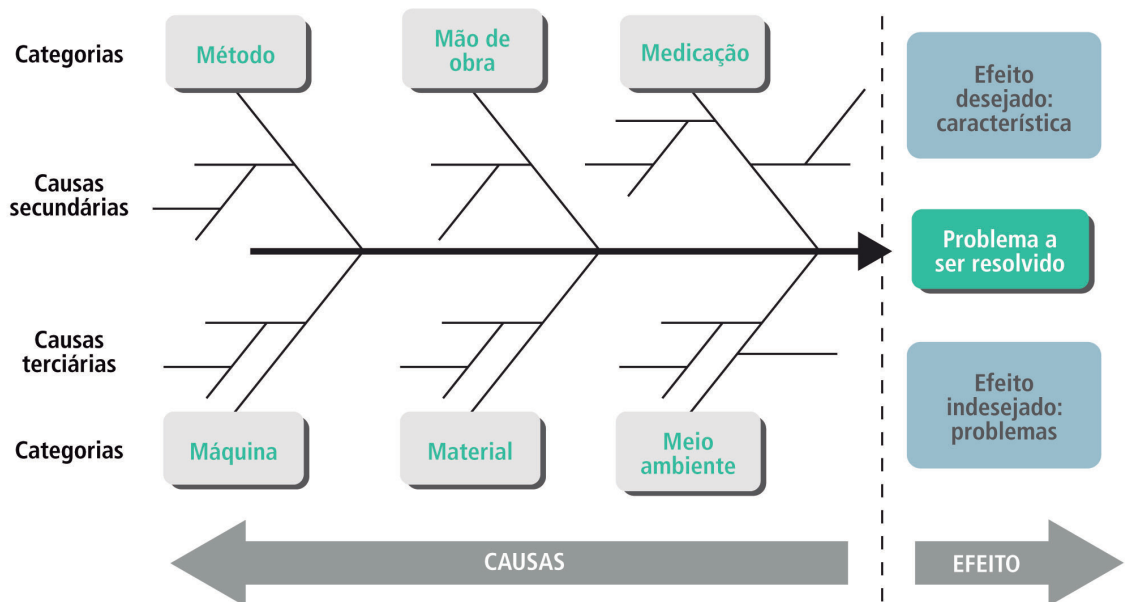 Categorias
Método
Mão de
obra
Medicação
Efeito
desejado:
característica
Causas
secundárias
Problema a
ser resolvido
Causas
terciárias
Efeito
indesejado:
problemas
Categorias
Máquina
Material
Meio
ambiente
CAUSAS
EFEITO